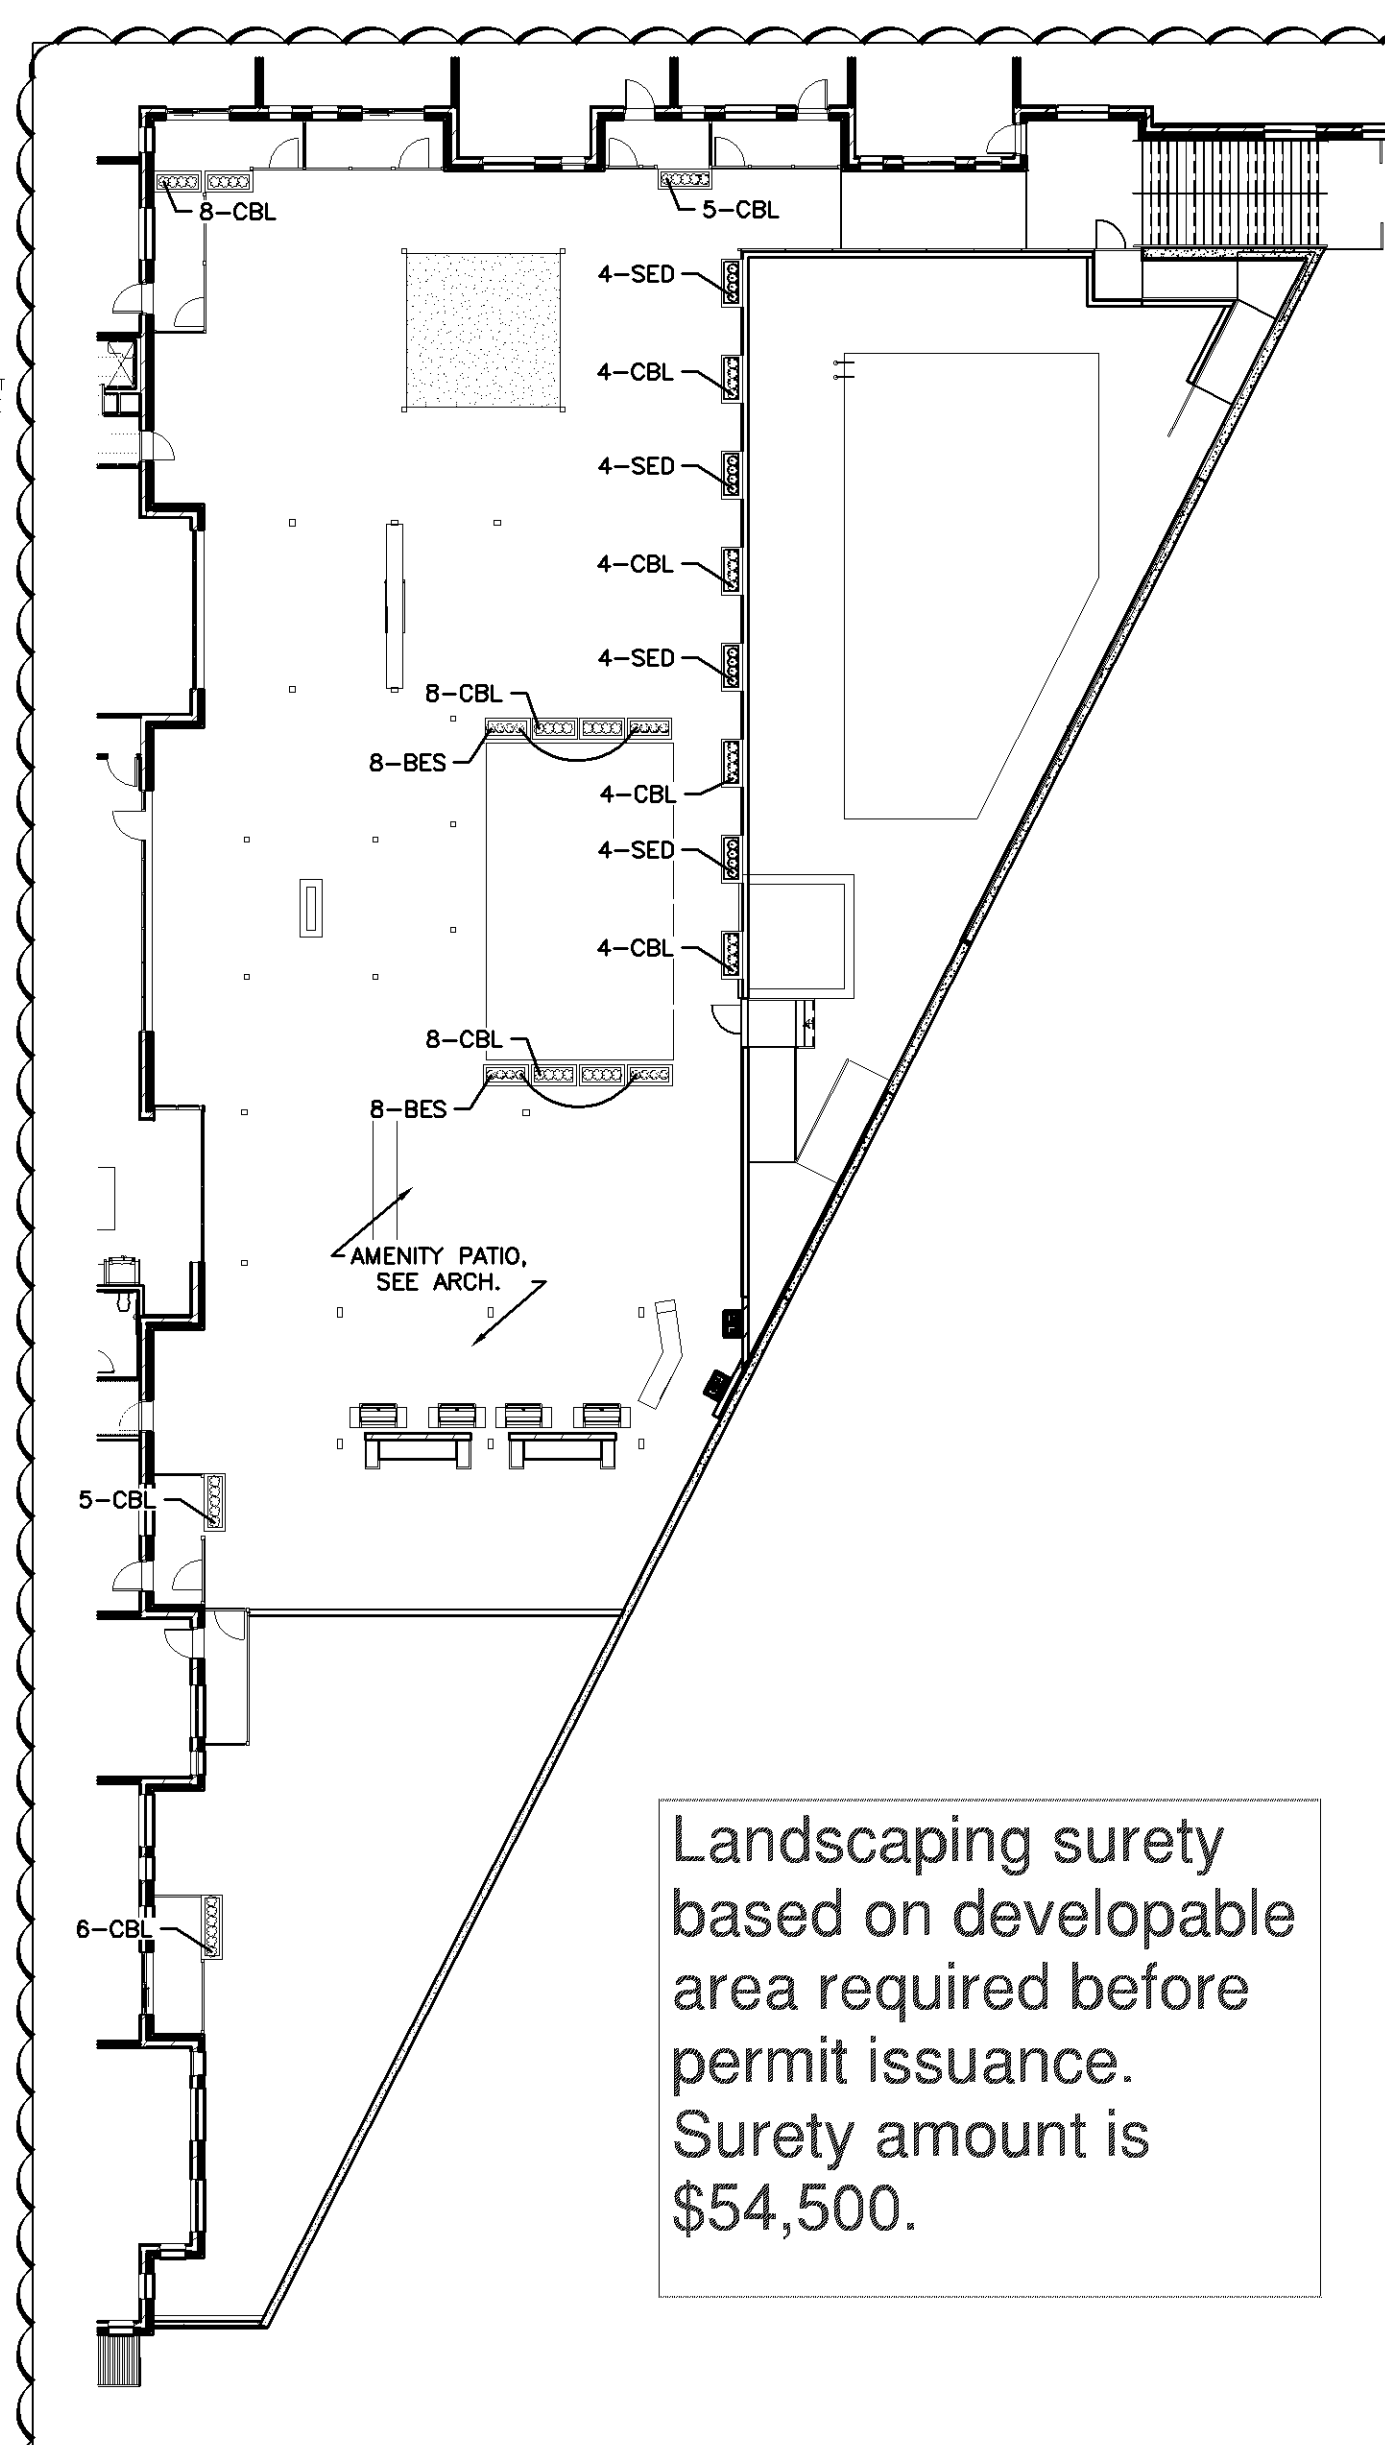 8-CBL
5-CBL
4-SED
4-CBL
4-SED
4-CBL
4-SED
8-CBL
8-BES
4-CBL
4-SED
4-CBL
8-CBL
8-BES
AMENITY PATIO,
SEE ARCH.
5-CBL
6-CBL
Landscaping surety
based on developable
area required before
permit issuance.
Surety amount is
$54,500.